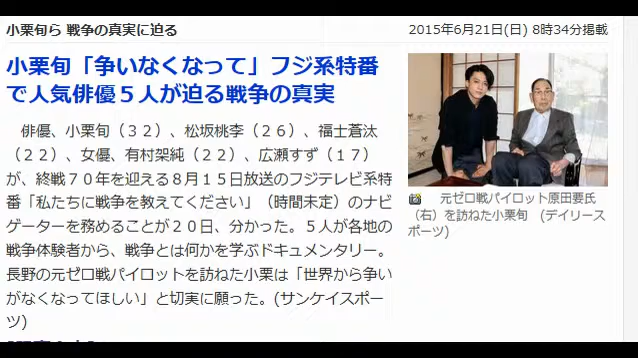 小栗旬ら 戦争の真実に迫る
2015年6月21日(日) 8時34分掲載
小栗旬「争いなくなって」フジ系特番
で人気俳優５人が迫る戦争の真実
俳優、小栗旬（３２）、松坂桃李（２６）、福士蒼汰
（２２）、女優、有村架純（２２）、広瀬すず（１７）
が、終戦７０年を迎える８月１５日放送のフジテレビ系特
番「私たちに戦争を教えてください」（時間未定）のナビ
ゲーターを務めることが２０日、分かった。５人が各地の
戦争体験者から、戦争とは何かを学ぶドキュメンタリー。
長野の元ゼロ戦パイロットを訪ねた小栗は「世界から争い
がなくなってほしい」と切実に願った。(サンケイスポー
ツ)
元ゼロ戦パイロット原田要氏
（右）を訪ねた小栗旬　(デイリース
ポーツ)